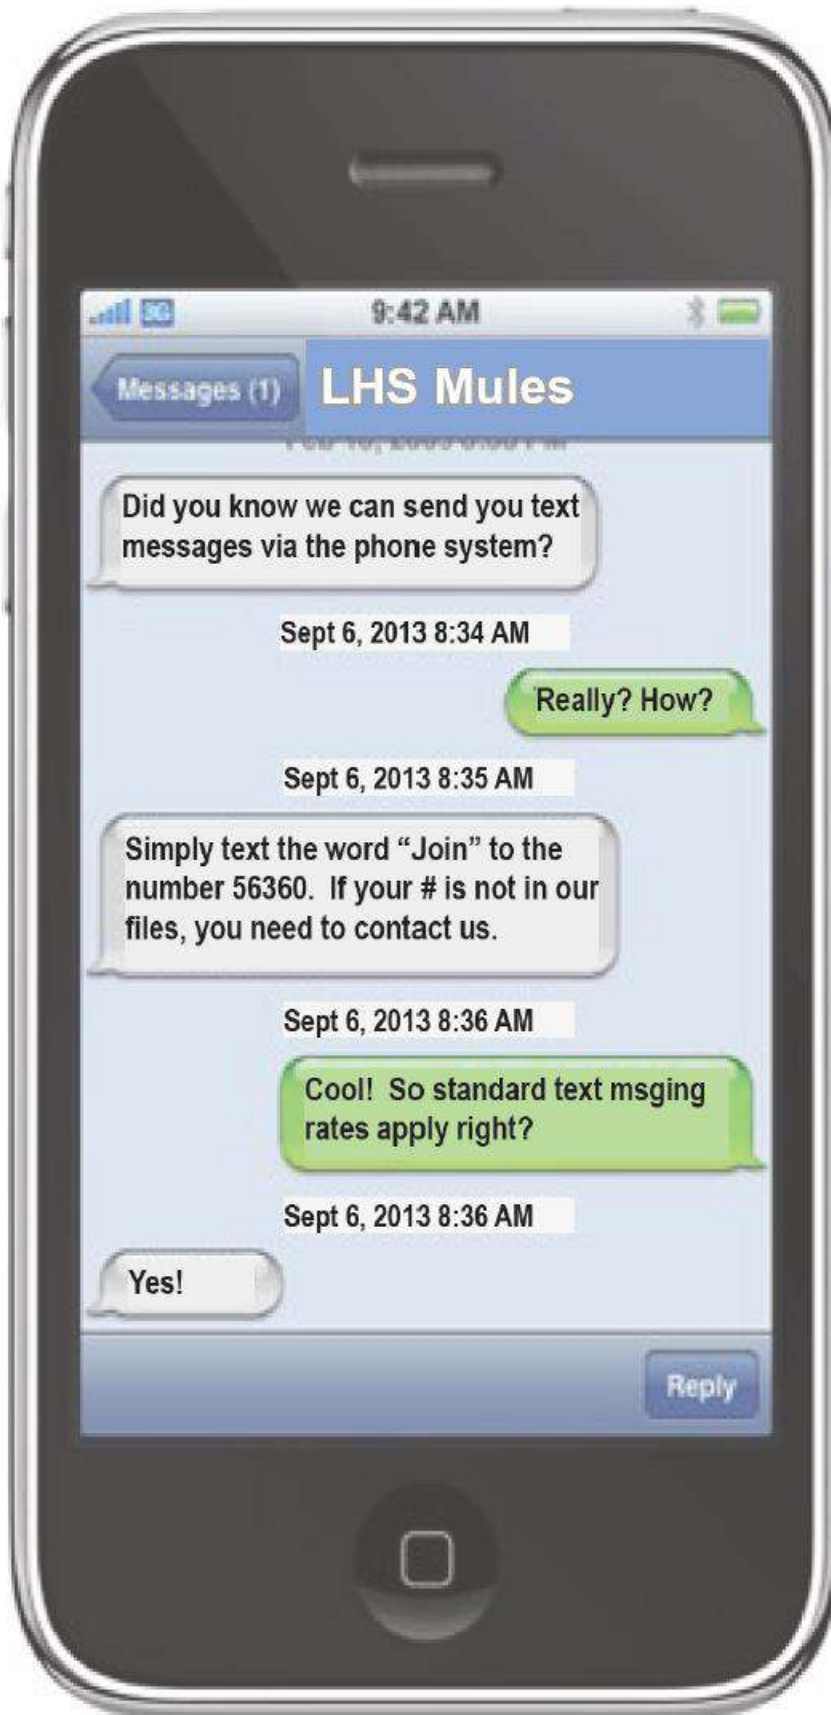 9:42 AM
Messages (1)
LHS Mules
Did you know we can send you text
messages via the phone system?
Sept 6, 2013 8:34 AM
Really? How?
Sept 6, 2013 8:35 AM
Simply text the word “Join” to the
number 56360.  If your # is not in our
files, you need to contact us.
Sept 6, 2013 8:36 AM
Cool!  So standard text msging
rates apply right?
Sept 6, 2013 8:36 AM
Yes!
Reply